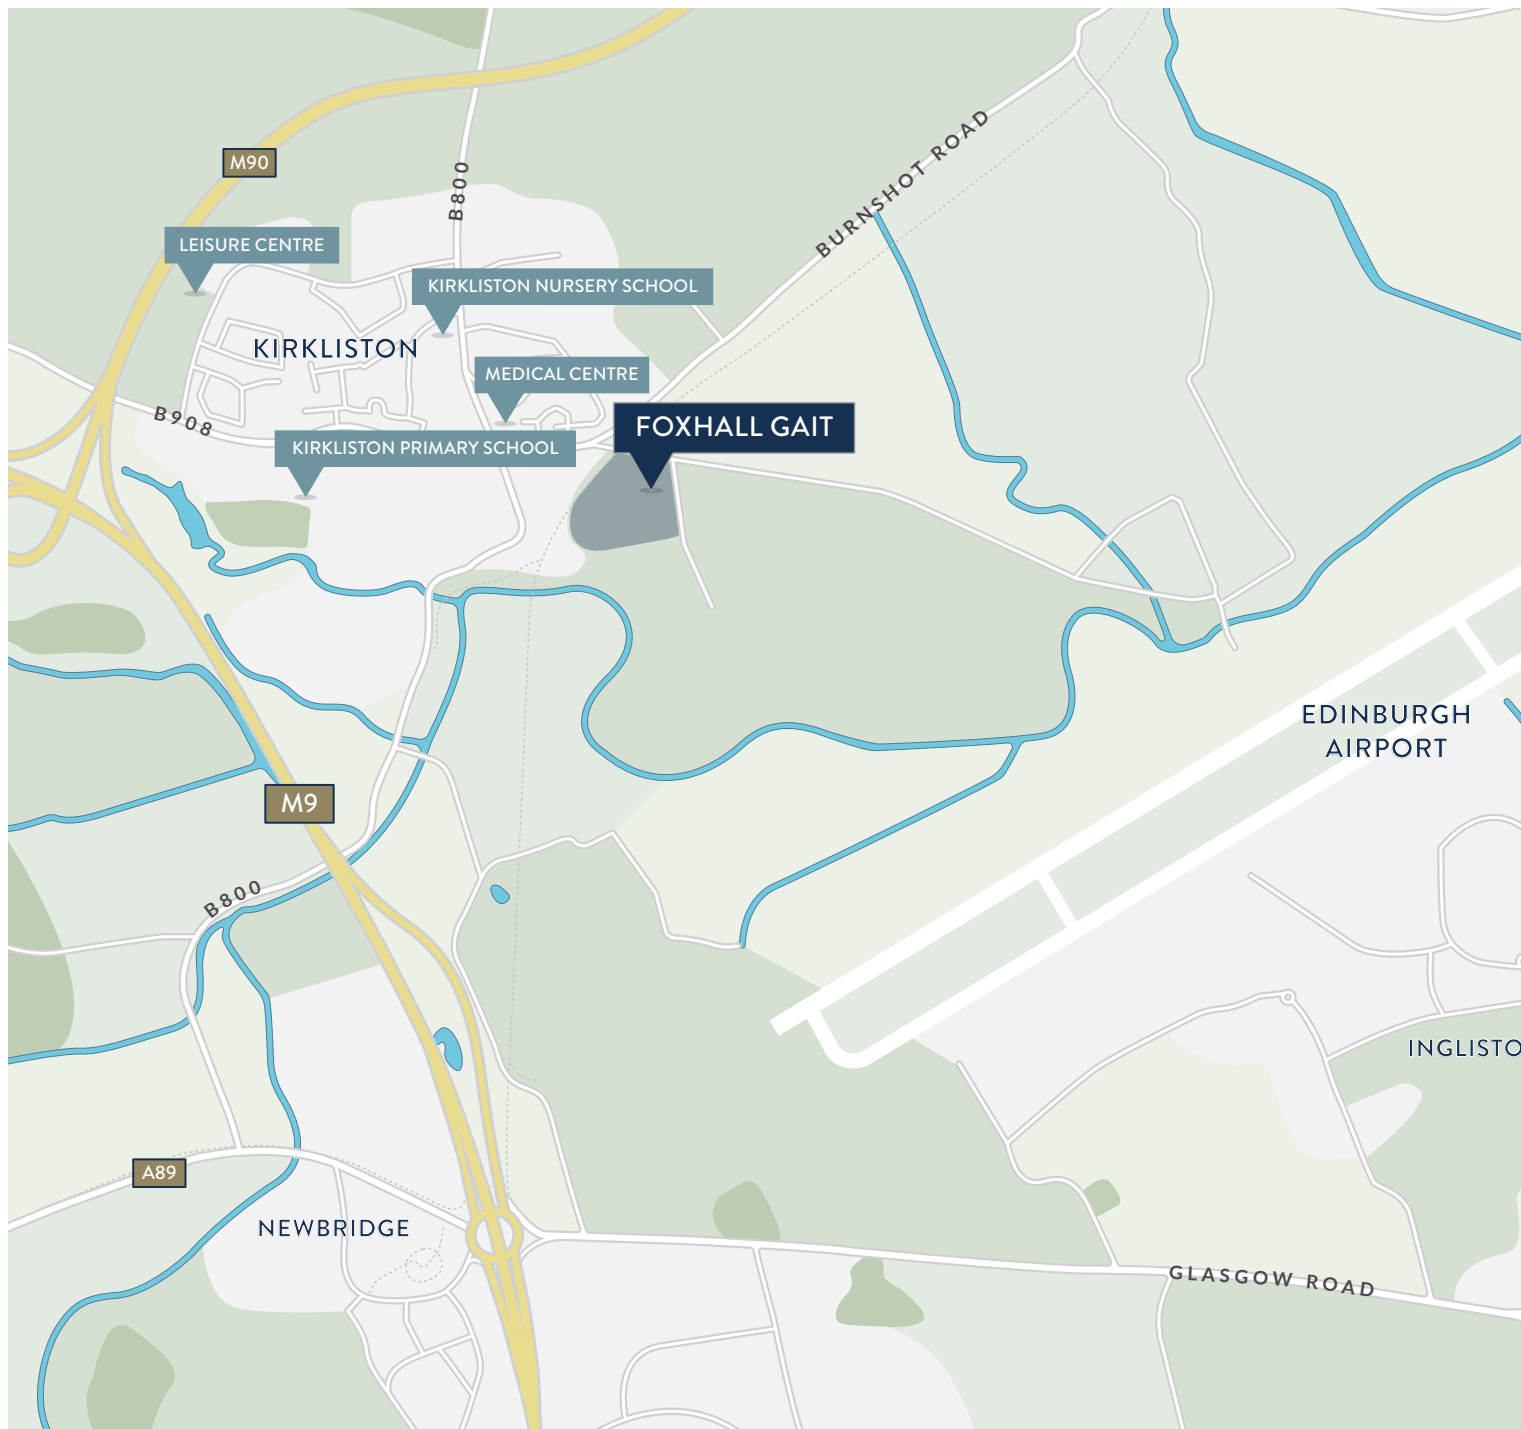 BURNSHOT ROAD
M90
B800
LEISURE CENTRE
KIRKLISTON NURSERY SCHOOL
KIRKLISTON
MEDICAL CENTRE
B908
FOXHALL GAIT
KIRKLISTON PRIMARY SCHOOL
EDINBURGH
AIRPORT
M9
B800
INGLISTO
A89
NEWBRIDGE
GLASGOW ROAD